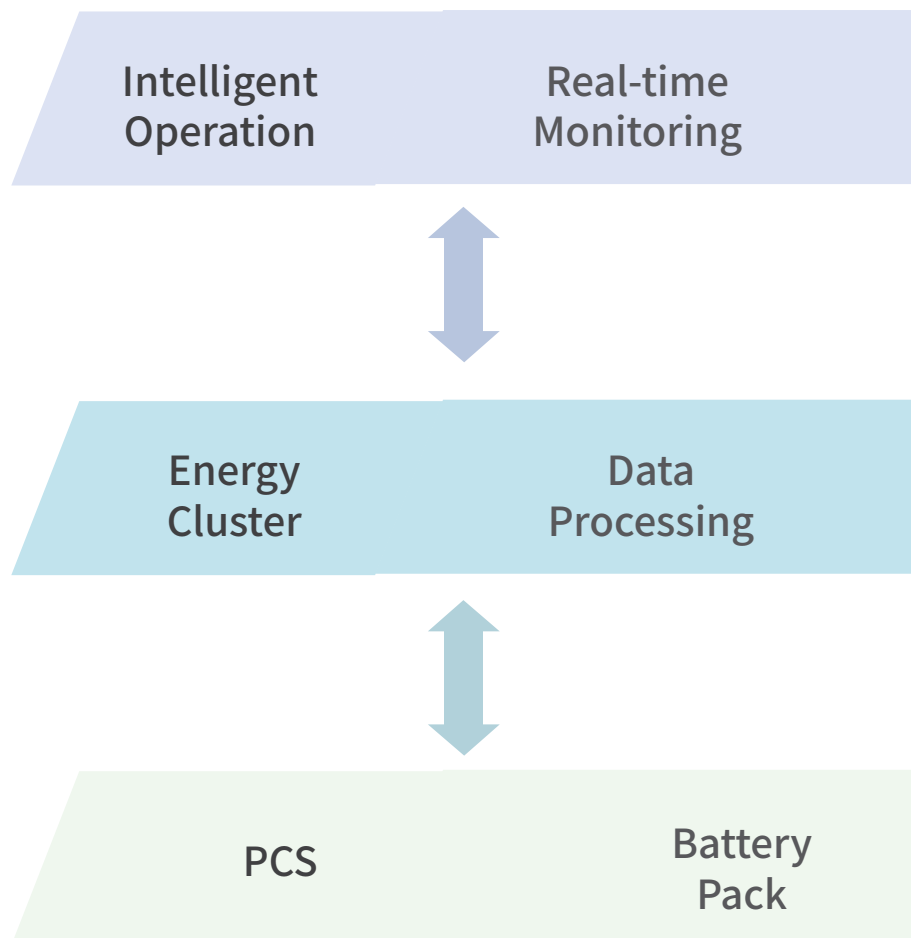 Intelligent
Operation
Real-time
Monitoring
Energy
Cluster
Data
Processing
PCS
Battery
Pack